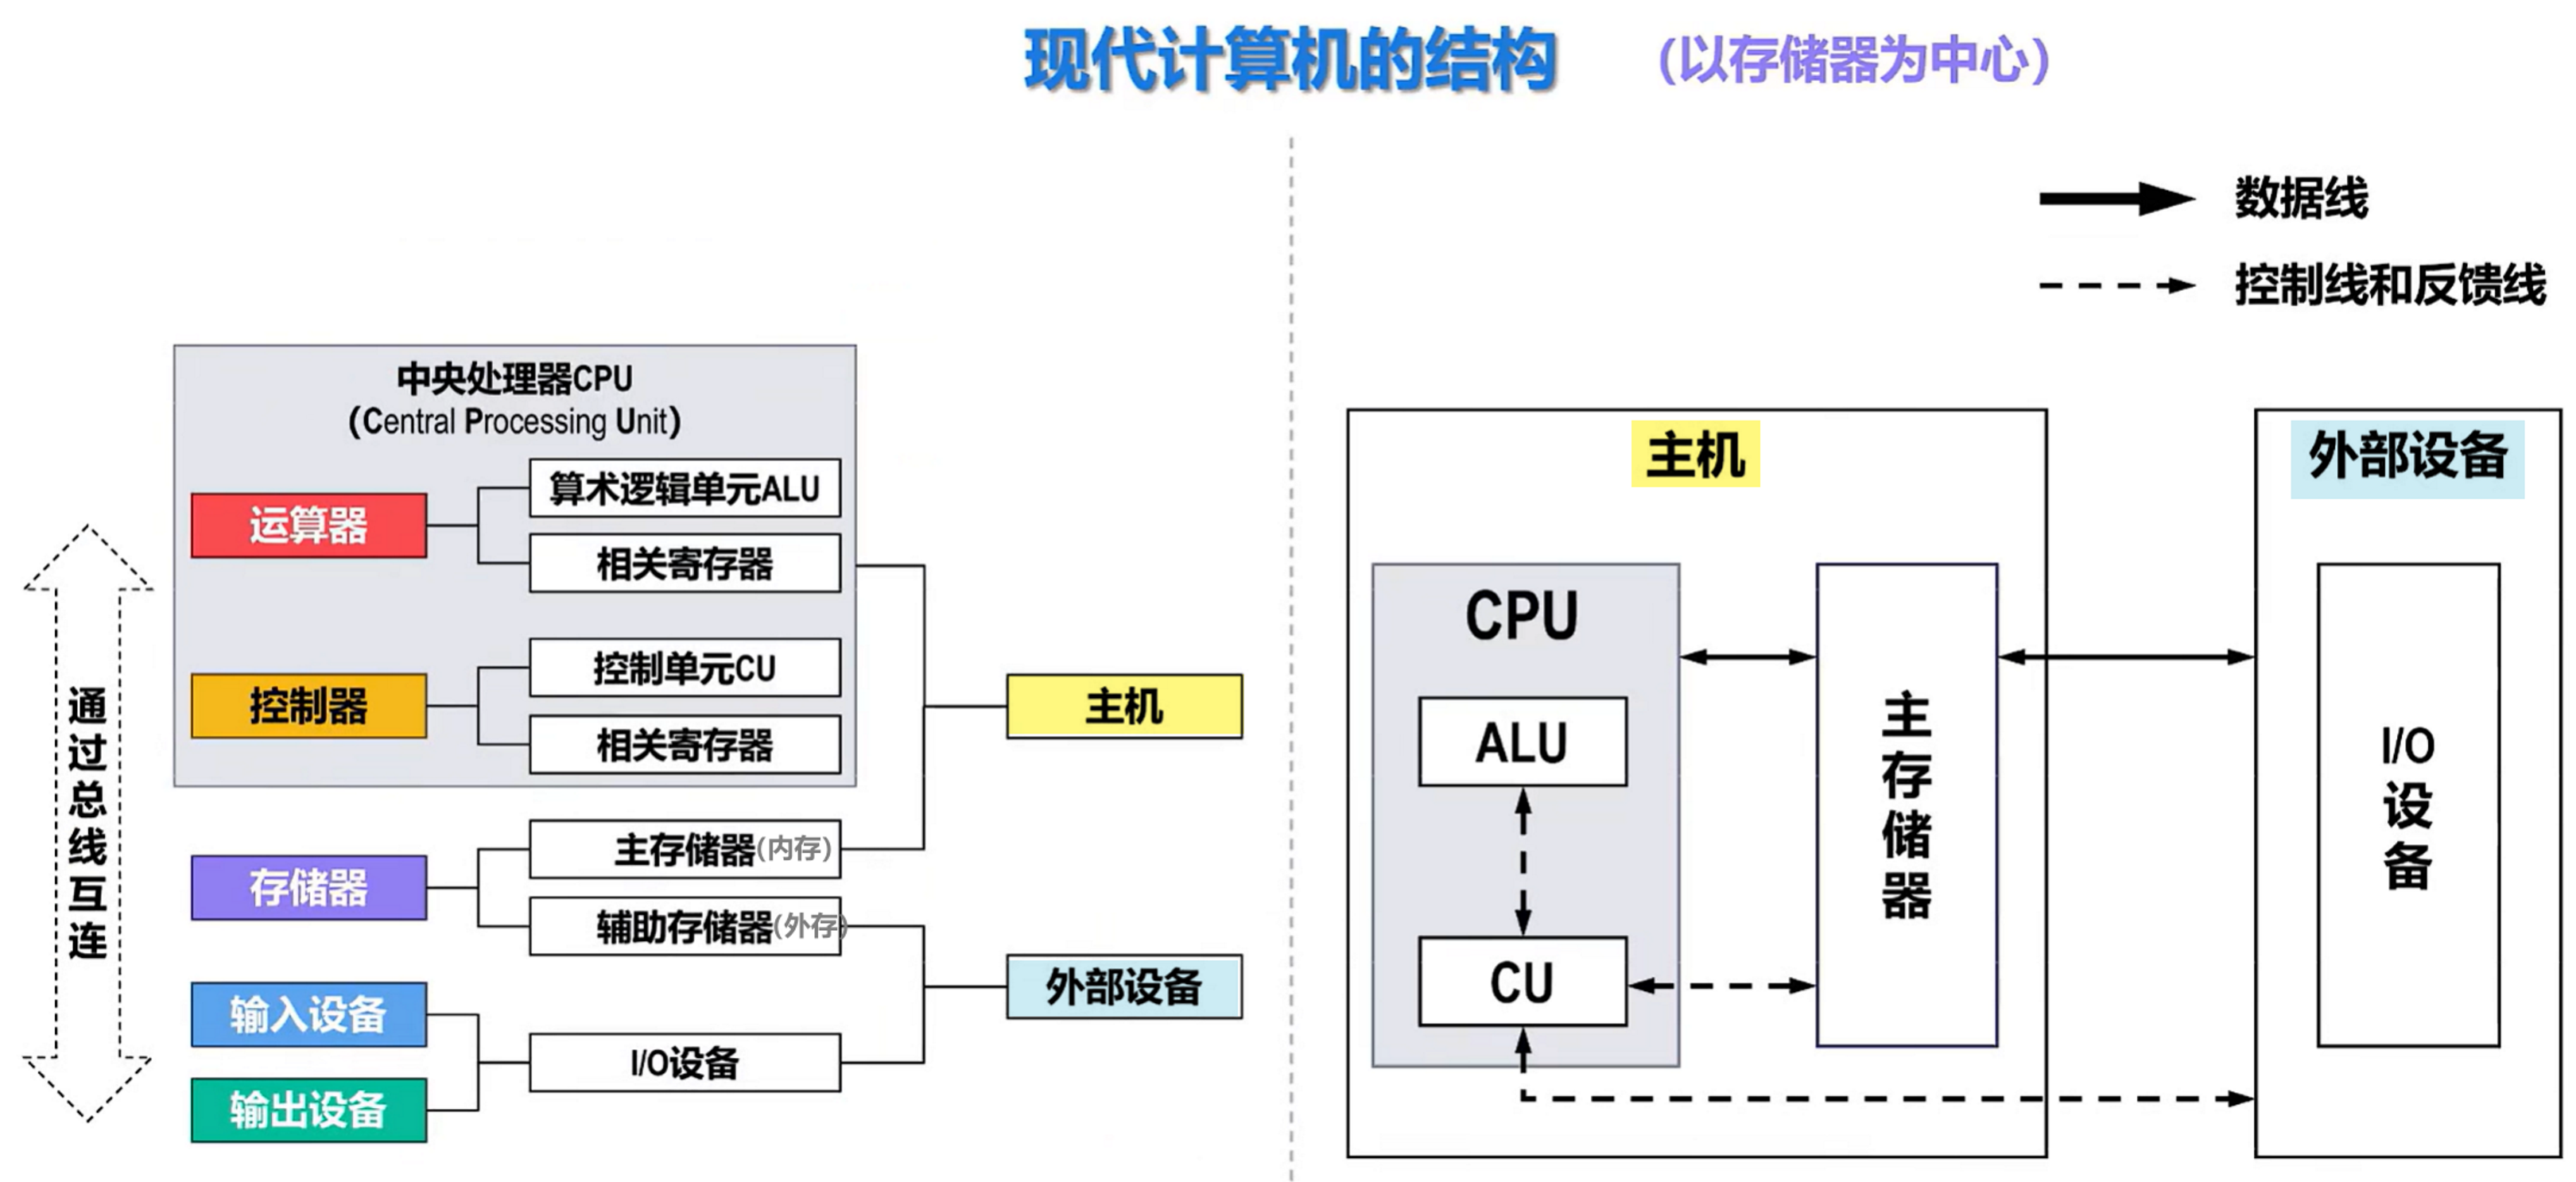 现代计算机的结构 （以存储器为中心）
数据线
控制线和反馈线
中央处理器CPU
(Central Processing Unit)
运算器
算术逻辑单元ALU
相关寄存器
控制器
控制单元CU
相关寄存器
存储器
主存储器(内存)
辅助存储器(外存)
输入设备
输出设备
I/O设备
主机
外部设备
通过总线互连
主机
CPU
ALU
CU
主存储器
外部设备
I/O设备